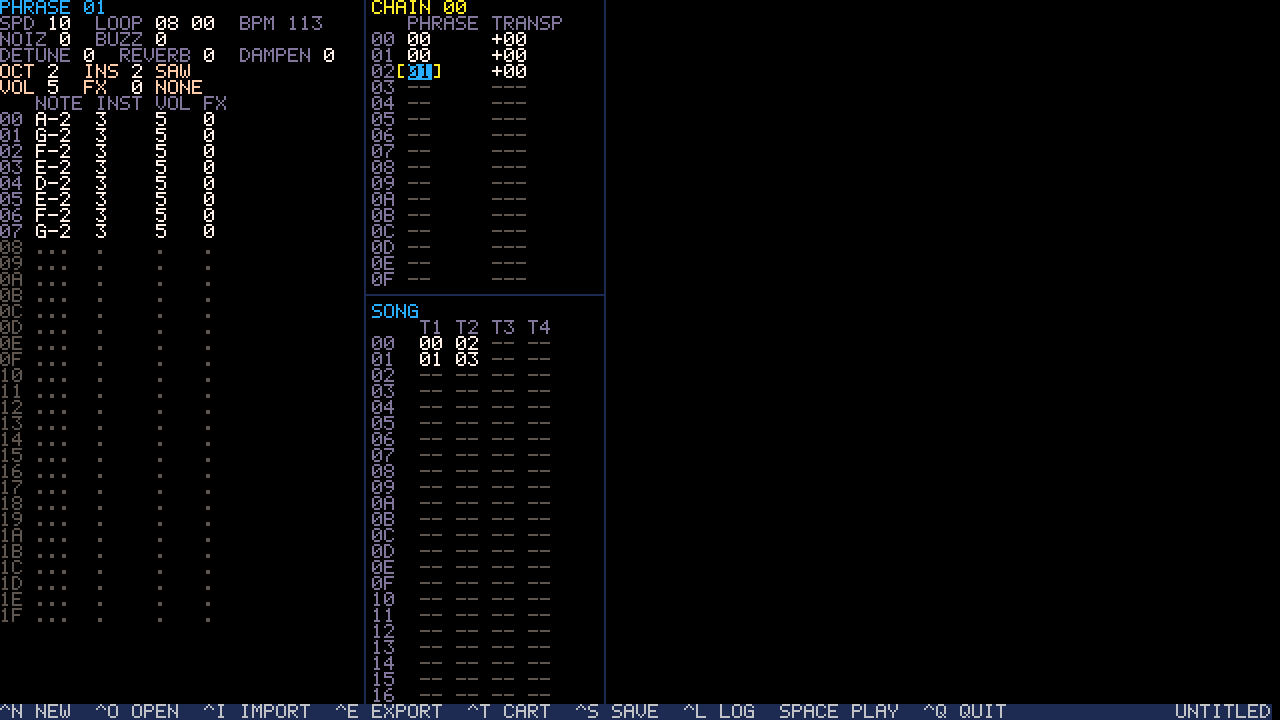 PHRASE 01
SPD 10 LOOP 08 00 BPM 113
NOIZ 0 BUZZ 0
DETUNE 0 REVERB 0 DAMPEN 0
OCT 2 INS 2 SAW
VOL 5 FX 0 NONE
NOTE INST VOL FX
00 A-2 3 5 0
01 G-2 3 5 0
02 F-2 3 5 0
03 E-2 3 5 0
04 D-2 3 5 0
05 E-2 3 5 0
06 F-2 3 5 0
07 G-2 3 5 0
08 ... . . .
09 ... . . .
0A ... . . .
0B ... . . .
0C ... . . .
0D ... . . .
0E ... . . .
0F ... . . .
10 ... . . .
11 ... . . .
12 ... . . .
13 ... . . .
14 ... . . .
15 ... . . .
16 ... . . .
17 ... . . .
18 ... . . .
19 ... . . .
1A ... . . .
1B ... . . .
1C ... . . .
1D ... . . .
1E ... . . .
1F ... . . .
CHAIN 00
PHRASE TRANSP
00 00 +00
01 00 +00
02 [01] +00
03 -- ---
04 -- ---
05 -- ---
06 -- ---
07 -- ---
08 -- ---
09 -- ---
0A -- ---
0B -- ---
0C -- ---
0D -- ---
0E -- ---
0F -- ---
SONG
T1 T2 T3 T4
00 00 02 -- --
01 01 03 -- --
02 -- -- -- --
03 -- -- -- --
04 -- -- -- --
05 -- -- -- --
06 -- -- -- --
07 -- -- -- --
08 -- -- -- --
09 -- -- -- --
0A -- -- -- --
0B -- -- -- --
0C -- -- -- --
0D -- -- -- --
0E -- -- -- --
0F -- -- -- --
10 -- -- -- --
11 -- -- -- --
12 -- -- -- --
13 -- -- -- --
14 -- -- -- --
15 -- -- -- --
16 -- -- -- --
^N NEW ^O OPEN ^I IMPORT ^E EXPORT ^T CART ^S SAVE ^L LOG SPACE PLAY ^Q QUIT UNTITLED